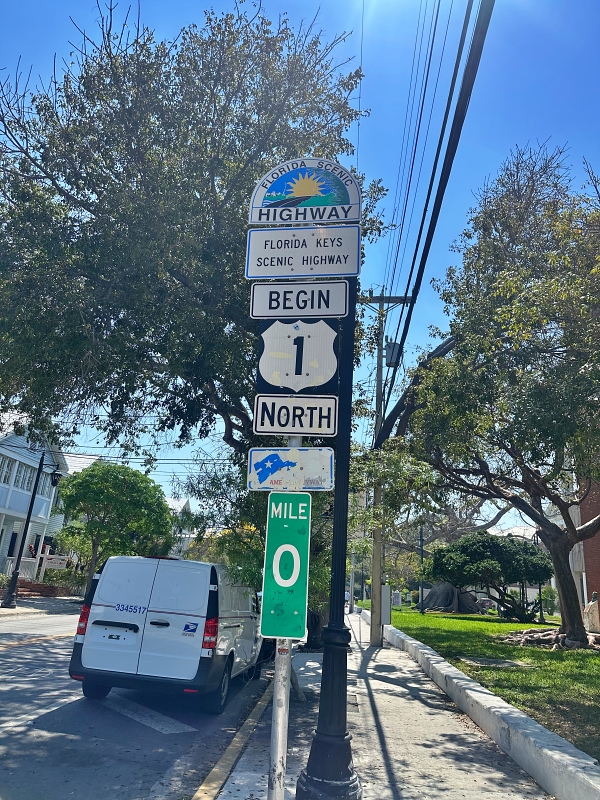 FLORIDA SCENIC
HIGHWAY
FLORIDA KEYS
SCENIC HIGHWAY
BEGIN
1
NORTH
MILE
0
3345517